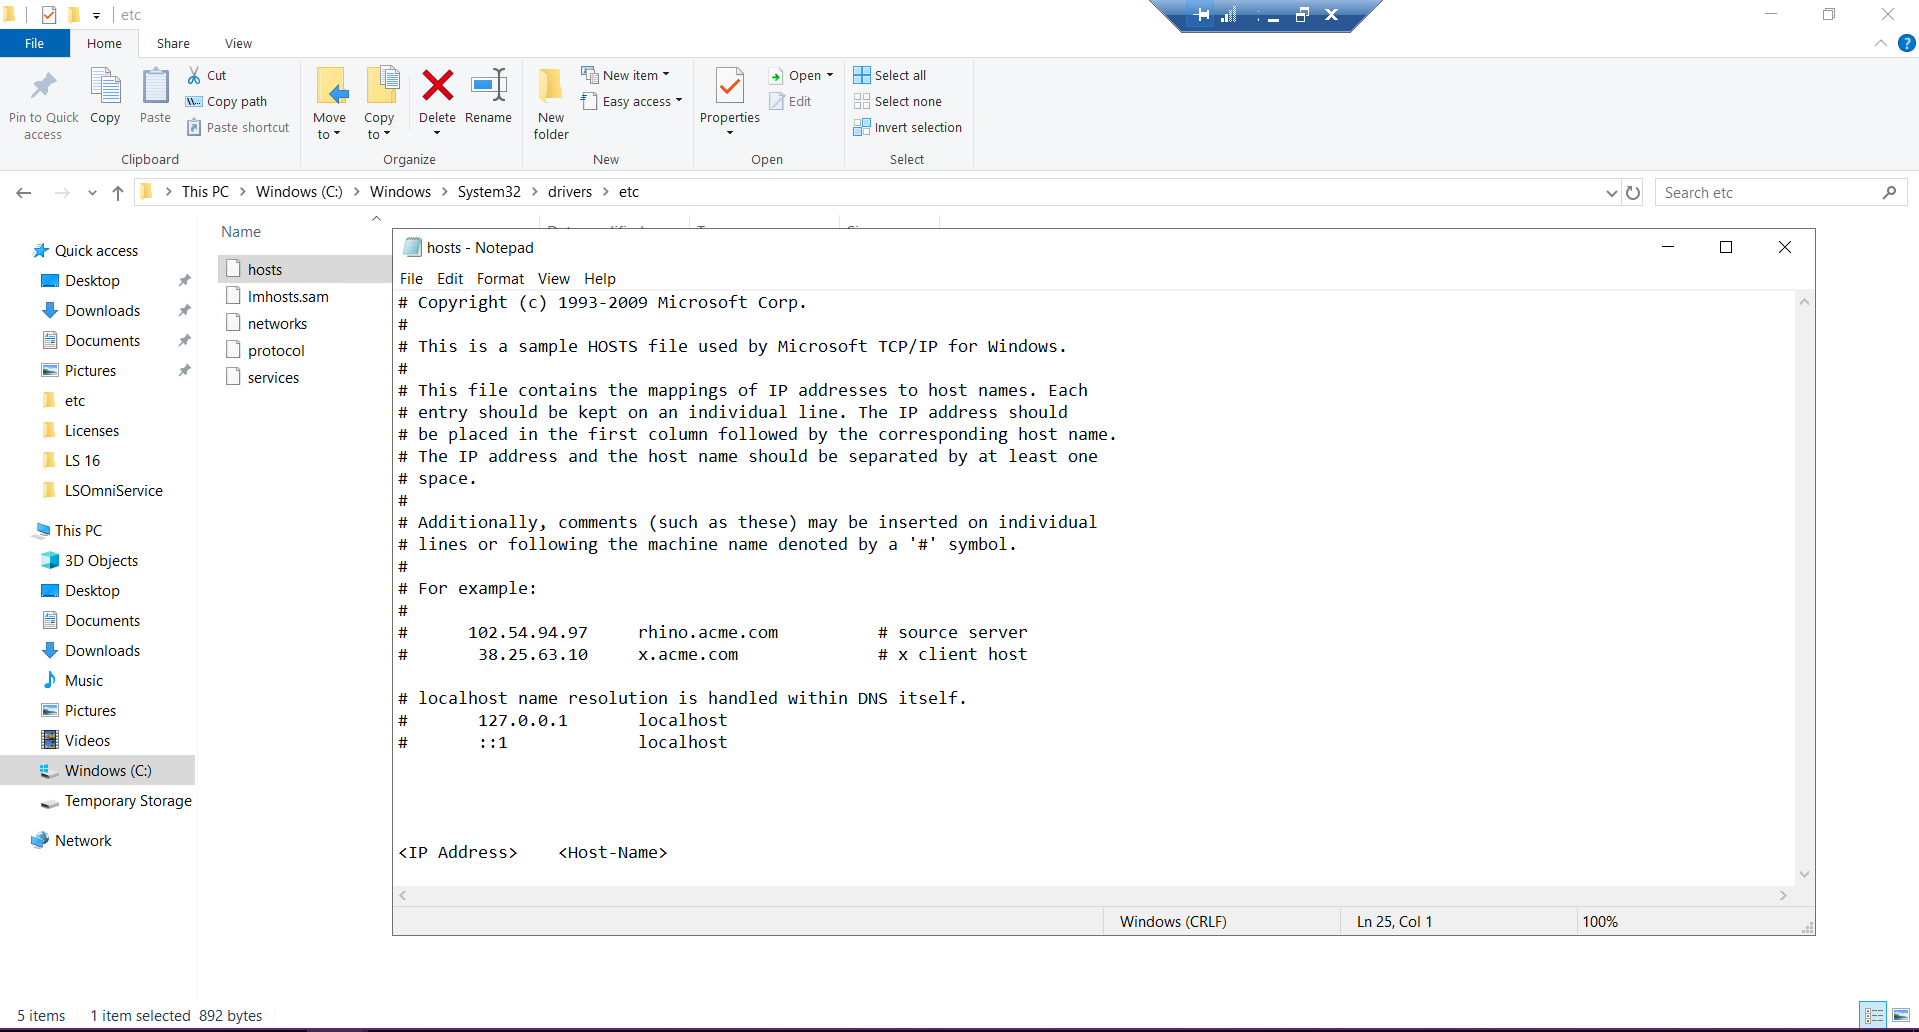 etc
File Home Share View
Pin to Quick access
Copy
Paste
Cut
Copy path
Paste shortcut
Clipboard
Move to
Copy to
Delete
Rename
Organize
New folder
New item
Easy access
New
Properties
Open
Edit
Open
Select all
Select none
Invert selection
Select
This PC > Windows (C:) > Windows > System32 > drivers > etc
Search etc
Quick access
Desktop
Downloads
Documents
Pictures
etc
Licenses
LS 16
LSOmniService
This PC
3D Objects
Desktop
Documents
Downloads
Music
Pictures
Videos
Windows (C:)
Temporary Storage
Network
Name
hosts
lmhosts.sam
networks
protocol
services
hosts - Notepad
File Edit Format View Help
# Copyright (c) 1993-2009 Microsoft Corp.
#
# This is a sample HOSTS file used by Microsoft TCP/IP for Windows.
#
# This file contains the mappings of IP addresses to host names. Each
# entry should be kept on an individual line. The IP address should
# be placed in the first column followed by the corresponding host name.
# The IP address and the host name should be separated by at least one
# space.
#
# Additionally, comments (such as these) may be inserted on individual
# lines or following the machine name denoted by a '#' symbol.
#
# For example:
#
#      102.54.94.97     rhino.acme.com          # source server
#       38.25.63.10     x.acme.com              # x client host
# localhost name resolution is handled within DNS itself.
#       127.0.0.1       localhost
#       ::1             localhost
<IP Address>    <Host-Name>
Windows (CRLF) Ln 25, Col 1 100%
5 items 1 item selected 892 bytes